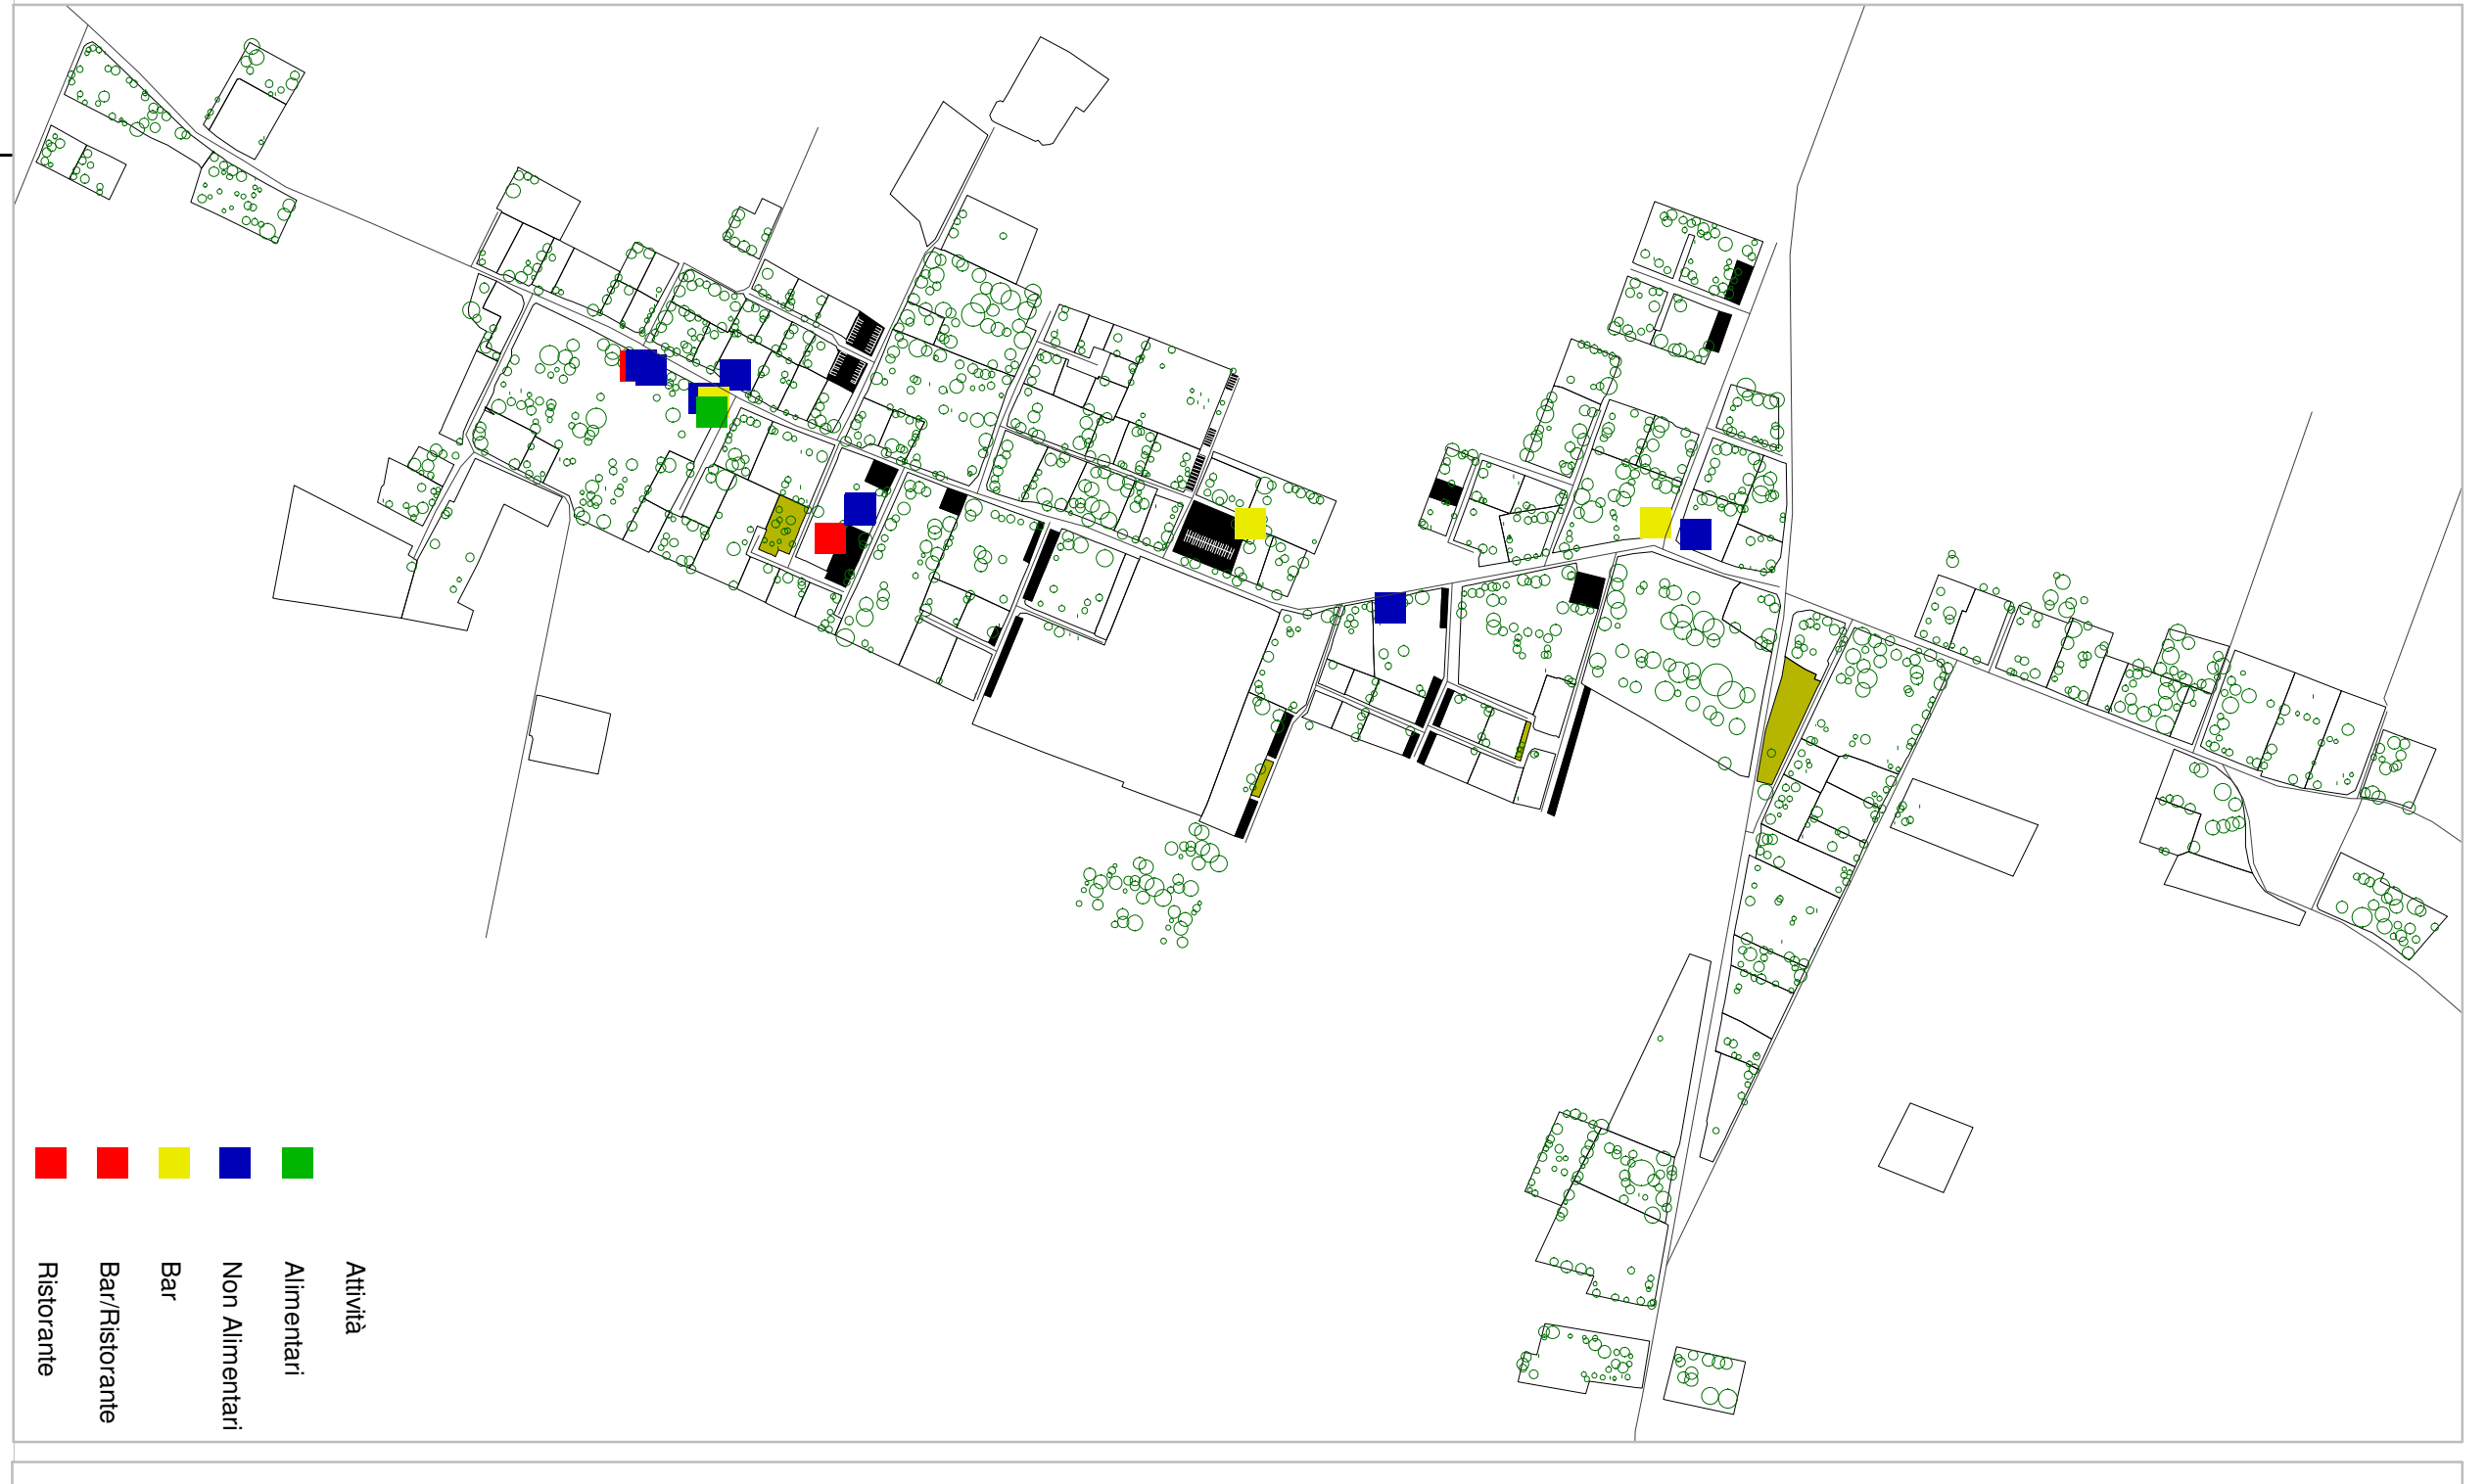 Attività
Alimentari
Non Alimentari
Bar
Bar/Ristorante
Ristorante